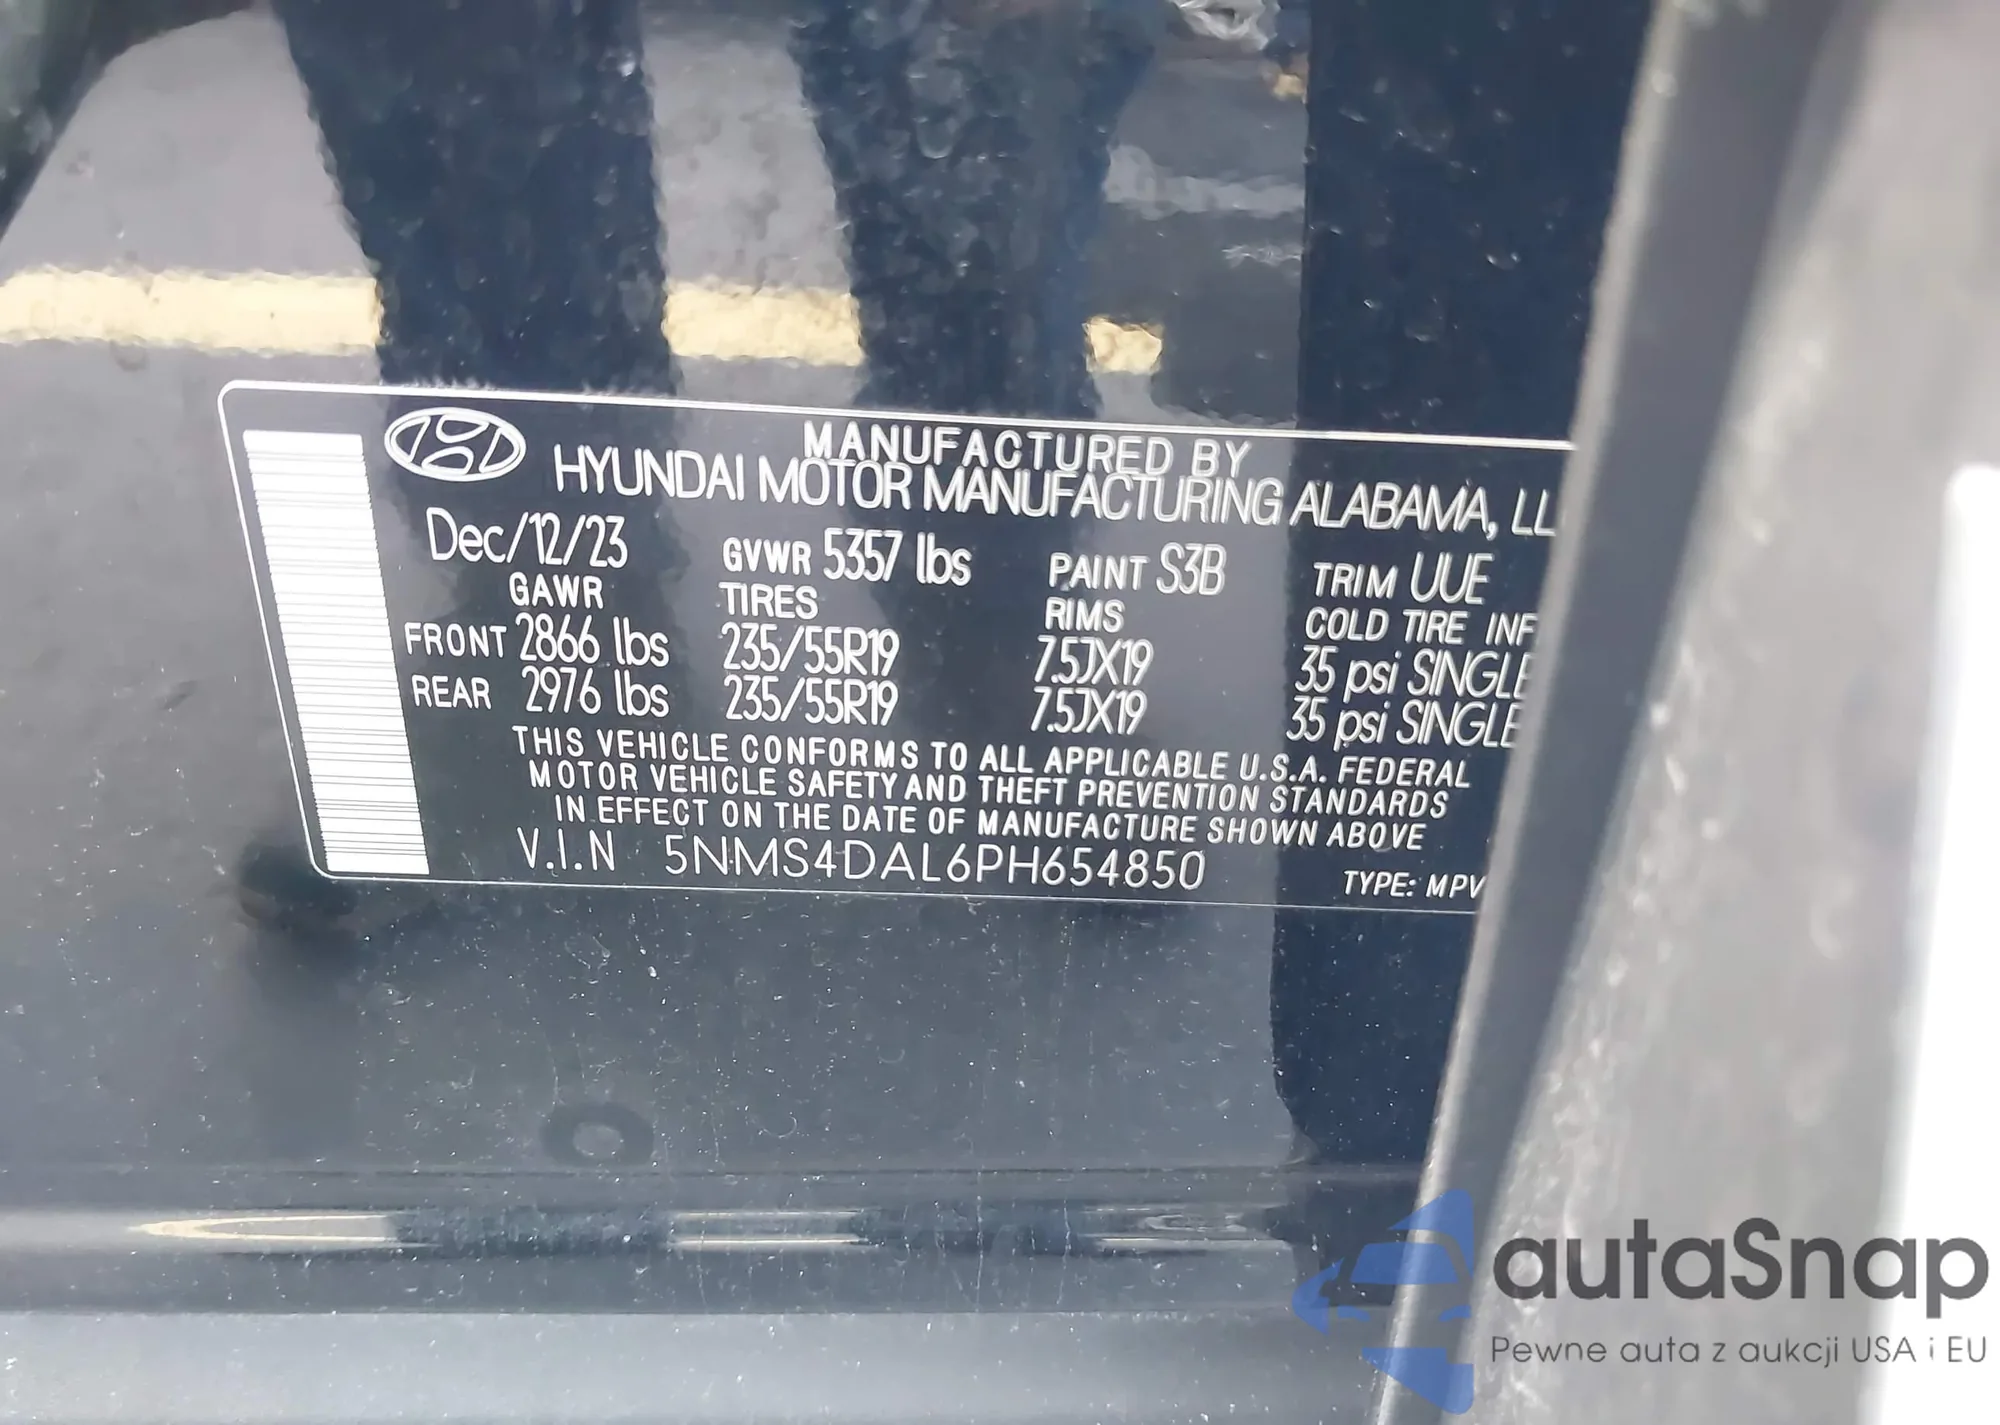 MANUFACTURED BY
HYUNDAI MOTOR MANUFACTURING ALABAMA, LL
Dec/12/23 GVWR 5357 lbs PAINT S3B TRIM UUE
GAWR TIRES RIMS COLD TIRE INF
FRONT 2866 lbs 235/55R19 7.5JX19 35 psi SINGLE
REAR 2976 lbs 235/55R19 7.5JX19 35 psi SINGLE
THIS VEHICLE CONFORMS TO ALL APPLICABLE U.S.A. FEDERAL
MOTOR VEHICLE SAFETY AND THEFT PREVENTION STANDARDS
IN EFFECT ON THE DATE OF MANUFACTURE SHOWN ABOVE
V.I.N 5NMS4DAL6PH654850 TYPE: MPV
autaSnap
Pewne auta z aukcji USA i EU